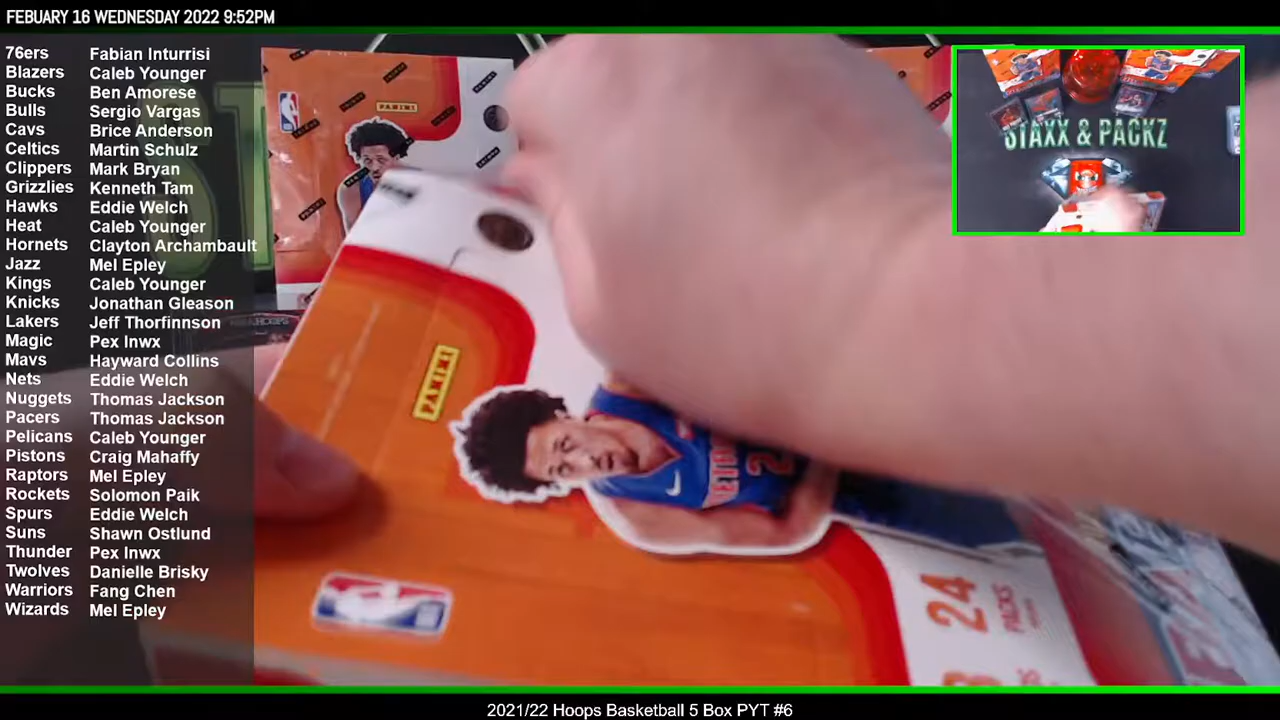 FEBUARY 16 WEDNESDAY 2022 9:52PM
76ers Fabian Inturrisi
Blazers Caleb Younger
Bucks Ben Amorese
Bulls Sergio Vargas
Cavs Brice Anderson
Celtics Martin Schulz
Clippers Mark Bryan
Grizzlies Kenneth Tam
Hawks Eddie Welch
Heat Caleb Younger
Hornets Clayton Archambault
Jazz Mel Epley
Kings Caleb Younger
Knicks Jonathan Gleason
Lakers Jeff Thorfinnson
Magic Pex Inwx
Mavs Hayward Collins
Nets Eddie Welch
Nuggets Thomas Jackson
Pacers Thomas Jackson
Pelicans Caleb Younger
Pistons Craig Mahaffy
Raptors Mel Epley
Rockets Solomon Paik
Spurs Eddie Welch
Suns Shawn Ostlund
Thunder Pex Inwx
Twolves Danielle Brisky
Warriors Fang Chen
Wizards Mel Epley
PANINI
PANINI
24
PACKS
STAXX & PACKZ
2021/22 Hoops Basketball 5 Box PYT #6